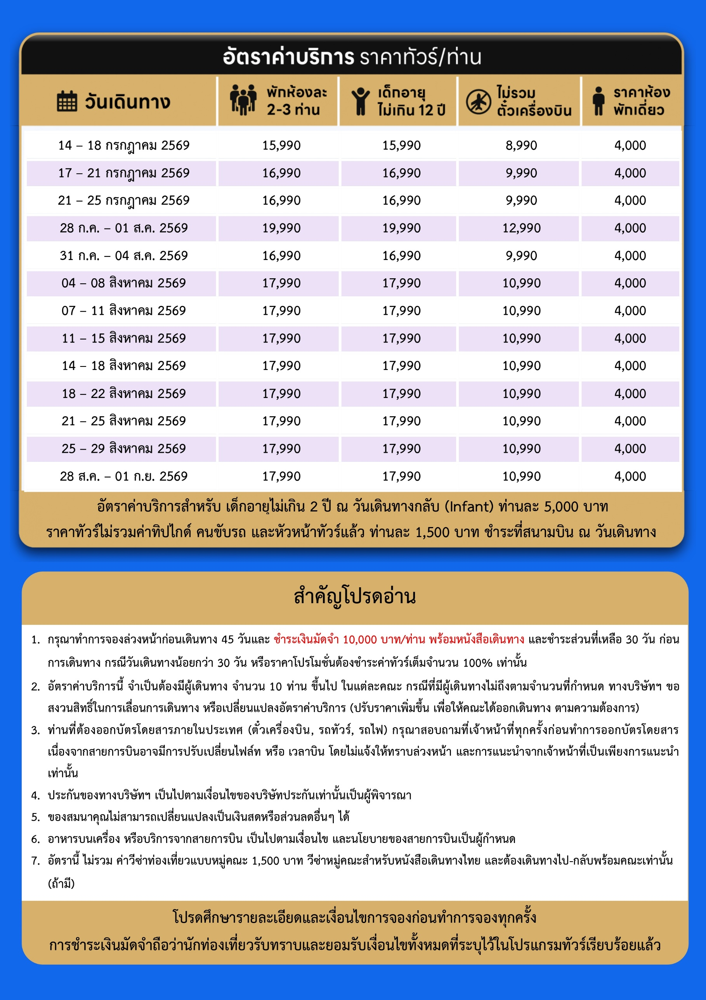 อัตราค่าบริการ ราคาทัวร์/ท่าน
วันเดินทาง พักห้องละ 2-3 ท่าน เด็กอายุ ไม่เกิน 12 ปี ไม่รวม ตั๋วเครื่องบิน ราคาห้อง พักเดี่ยว
14 – 18 กรกฎาคม 2569 15,990 15,990 8,990 4,000
17 – 21 กรกฎาคม 2569 16,990 16,990 9,990 4,000
21 – 25 กรกฎาคม 2569 16,990 16,990 9,990 4,000
28 ก.ค. – 01 ส.ค. 2569 19,990 19,990 12,990 4,000
31 ก.ค. – 04 ส.ค. 2569 16,990 16,990 9,990 4,000
04 – 08 สิงหาคม 2569 17,990 17,990 10,990 4,000
07 – 11 สิงหาคม 2569 17,990 17,990 10,990 4,000
11 – 15 สิงหาคม 2569 17,990 17,990 10,990 4,000
14 – 18 สิงหาคม 2569 17,990 17,990 10,990 4,000
18 – 22 สิงหาคม 2569 17,990 17,990 10,990 4,000
21 – 25 สิงหาคม 2569 17,990 17,990 10,990 4,000
25 – 29 สิงหาคม 2569 17,990 17,990 10,990 4,000
28 ส.ค. – 01 ก.ย. 2569 17,990 17,990 10,990 4,000
อัตราค่าบริการสำหรับ เด็กอายุไม่เกิน 2 ปี ณ วันเดินทางกลับ (Infant) ท่านละ 5,000 บาท
ราคาทัวร์ไม่รวมค่าทิปไกด์ คนขับรถ และหัวหน้าทัวร์แล้ว ท่านละ 1,500 บาท ชำระที่สนามบิน ณ วันเดินทาง
สำคัญโปรดอ่าน
1. กรุณาทำการจองล่วงหน้าก่อนเดินทาง 45 วันและ ชำระเงินมัดจำ 10,000 บาท/ท่าน พร้อมหนังสือเดินทาง และชำระส่วนที่เหลือ 30 วัน ก่อน
การเดินทาง กรณีวันเดินทางน้อยกว่า 30 วัน หรือราคาโปรโมชั่นต้องชำระค่าทัวร์เต็มจำนวน 100% เท่านั้น
2. อัตราค่าบริการนี้ จำเป็นต้องมีผู้เดินทาง จำนวน 10 ท่าน ขึ้นไป ในแต่ละคณะ กรณีที่มีผู้เดินทางไม่ถึงตามจำนวนที่กำหนด ทางบริษัทฯ ขอ
สงวนสิทธิ์ในการเลื่อนการเดินทาง หรือเปลี่ยนแปลงอัตราค่าบริการ (ปรับราคาเพิ่มขึ้น เพื่อให้คณะได้ออกเดินทาง ตามความต้องการ)
3. ท่านที่ต้องออกบัตรโดยสารภายในประเทศ (ตั๋วเครื่องบิน, รถทัวร์, รถไฟ) กรุณาสอบถามที่เจ้าหน้าที่ทุกครั้งก่อนทำการออกบัตรโดยสาร
เนื่องจากสายการบินอาจมีการปรับเปลี่ยนไฟล์ท หรือ เวลาบิน โดยไม่แจ้งให้ทราบล่วงหน้า และการแนะนำจากเจ้าหน้าที่เป็นเพียงการแนะนำ
เท่านั้น
4. ประกันของทางบริษัทฯ เป็นไปตามเงื่อนไขของบริษัทประกันเท่านั้นเป็นผู้พิจารณา
5. ของสมนาคุณไม่สามารถเปลี่ยนแปลงเป็นเงินสดหรือส่วนลดอื่นๆ ได้
6. อาหารบนเครื่อง หรือบริการจากสายการบิน เป็นไปตามเงื่อนไข และนโยบายของสายการบินเป็นผู้กำหนด
7. อัตรานี้ ไม่รวม ค่าวีซ่าท่องเที่ยวแบบหมู่คณะ 1,500 บาท วีซ่าหมู่คณะสำหรับหนังสือเดินทางไทย และต้องเดินทางไป-กลับพร้อมคณะเท่านั้น
(ถ้ามี)
โปรดศึกษารายละเอียดและเงื่อนไขการจองก่อนทำการจองทุกครั้ง
การชำระเงินมัดจำถือว่านักท่องเที่ยวรับทราบและยอมรับเงื่อนไขทั้งหมดที่ระบุไว้ในโปรแกรมทัวร์เรียบร้อยแล้ว